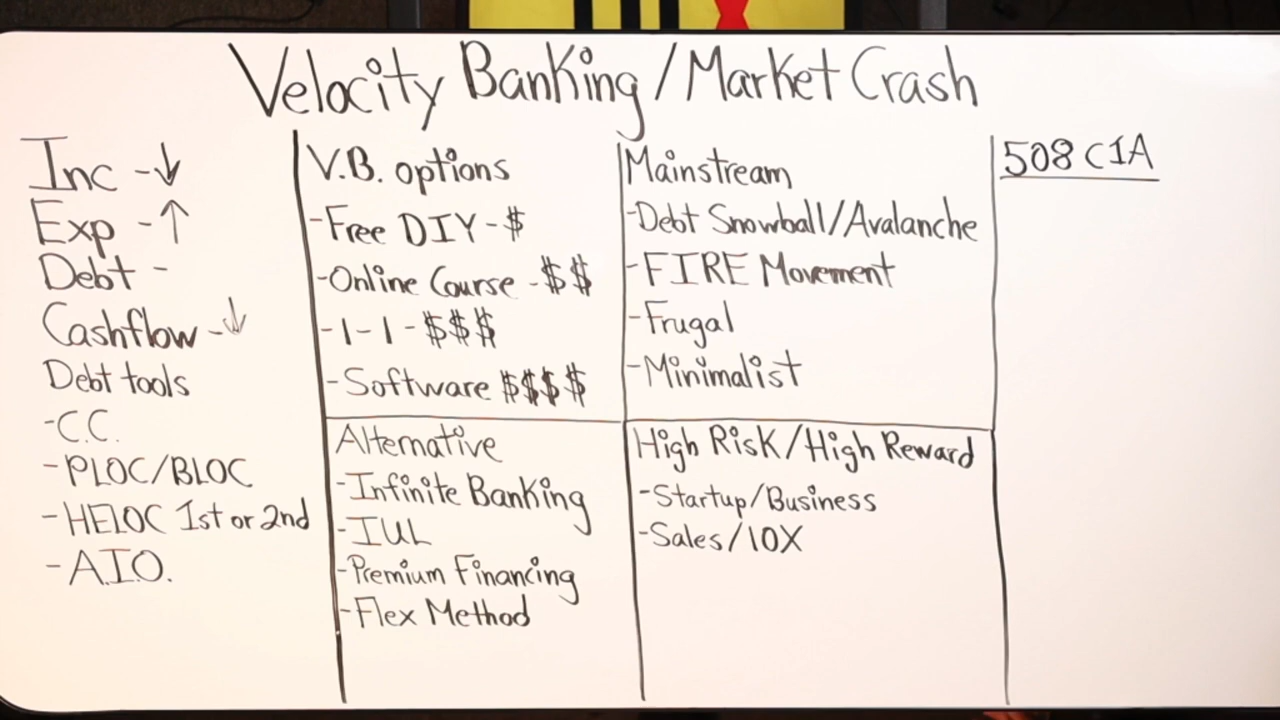 Velocity Banking / Market Crash
Inc - ↓
Exp - ↑
Debt -
Cashflow - ↓
Debt tools
- C.C.
- PLOC/BLOC
- HELOC 1st or 2nd
- A.I.O.
V.B. options
- Free DIY - $
- Online Course - $$
- 1-1 - $$$
- Software $$$$
Alternative
- Infinite Banking
- IUL
- Premium Financing
- Flex Method
Mainstream
- Debt Snowball/Avalanche
- FIRE Movement
- Frugal
- Minimalist
High Risk/High Reward
- Startup/Business
- Sales/10X
508 C1A